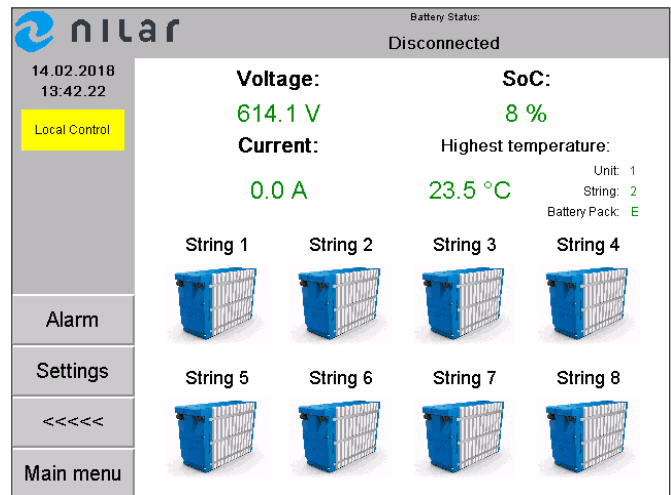 nilar
Battery Status:
Disconnected
14.02.2018
13:42.22
Local Control
Voltage:
SoC:
614.1 V
8 %
Current:
Highest temperature:
0.0 A
23.5 °C
Unit: 1
String: 2
Battery Pack: E
String 1
String 2
String 3
String 4
String 5
String 6
String 7
String 8
Alarm
Settings
<<<<<
Main menu